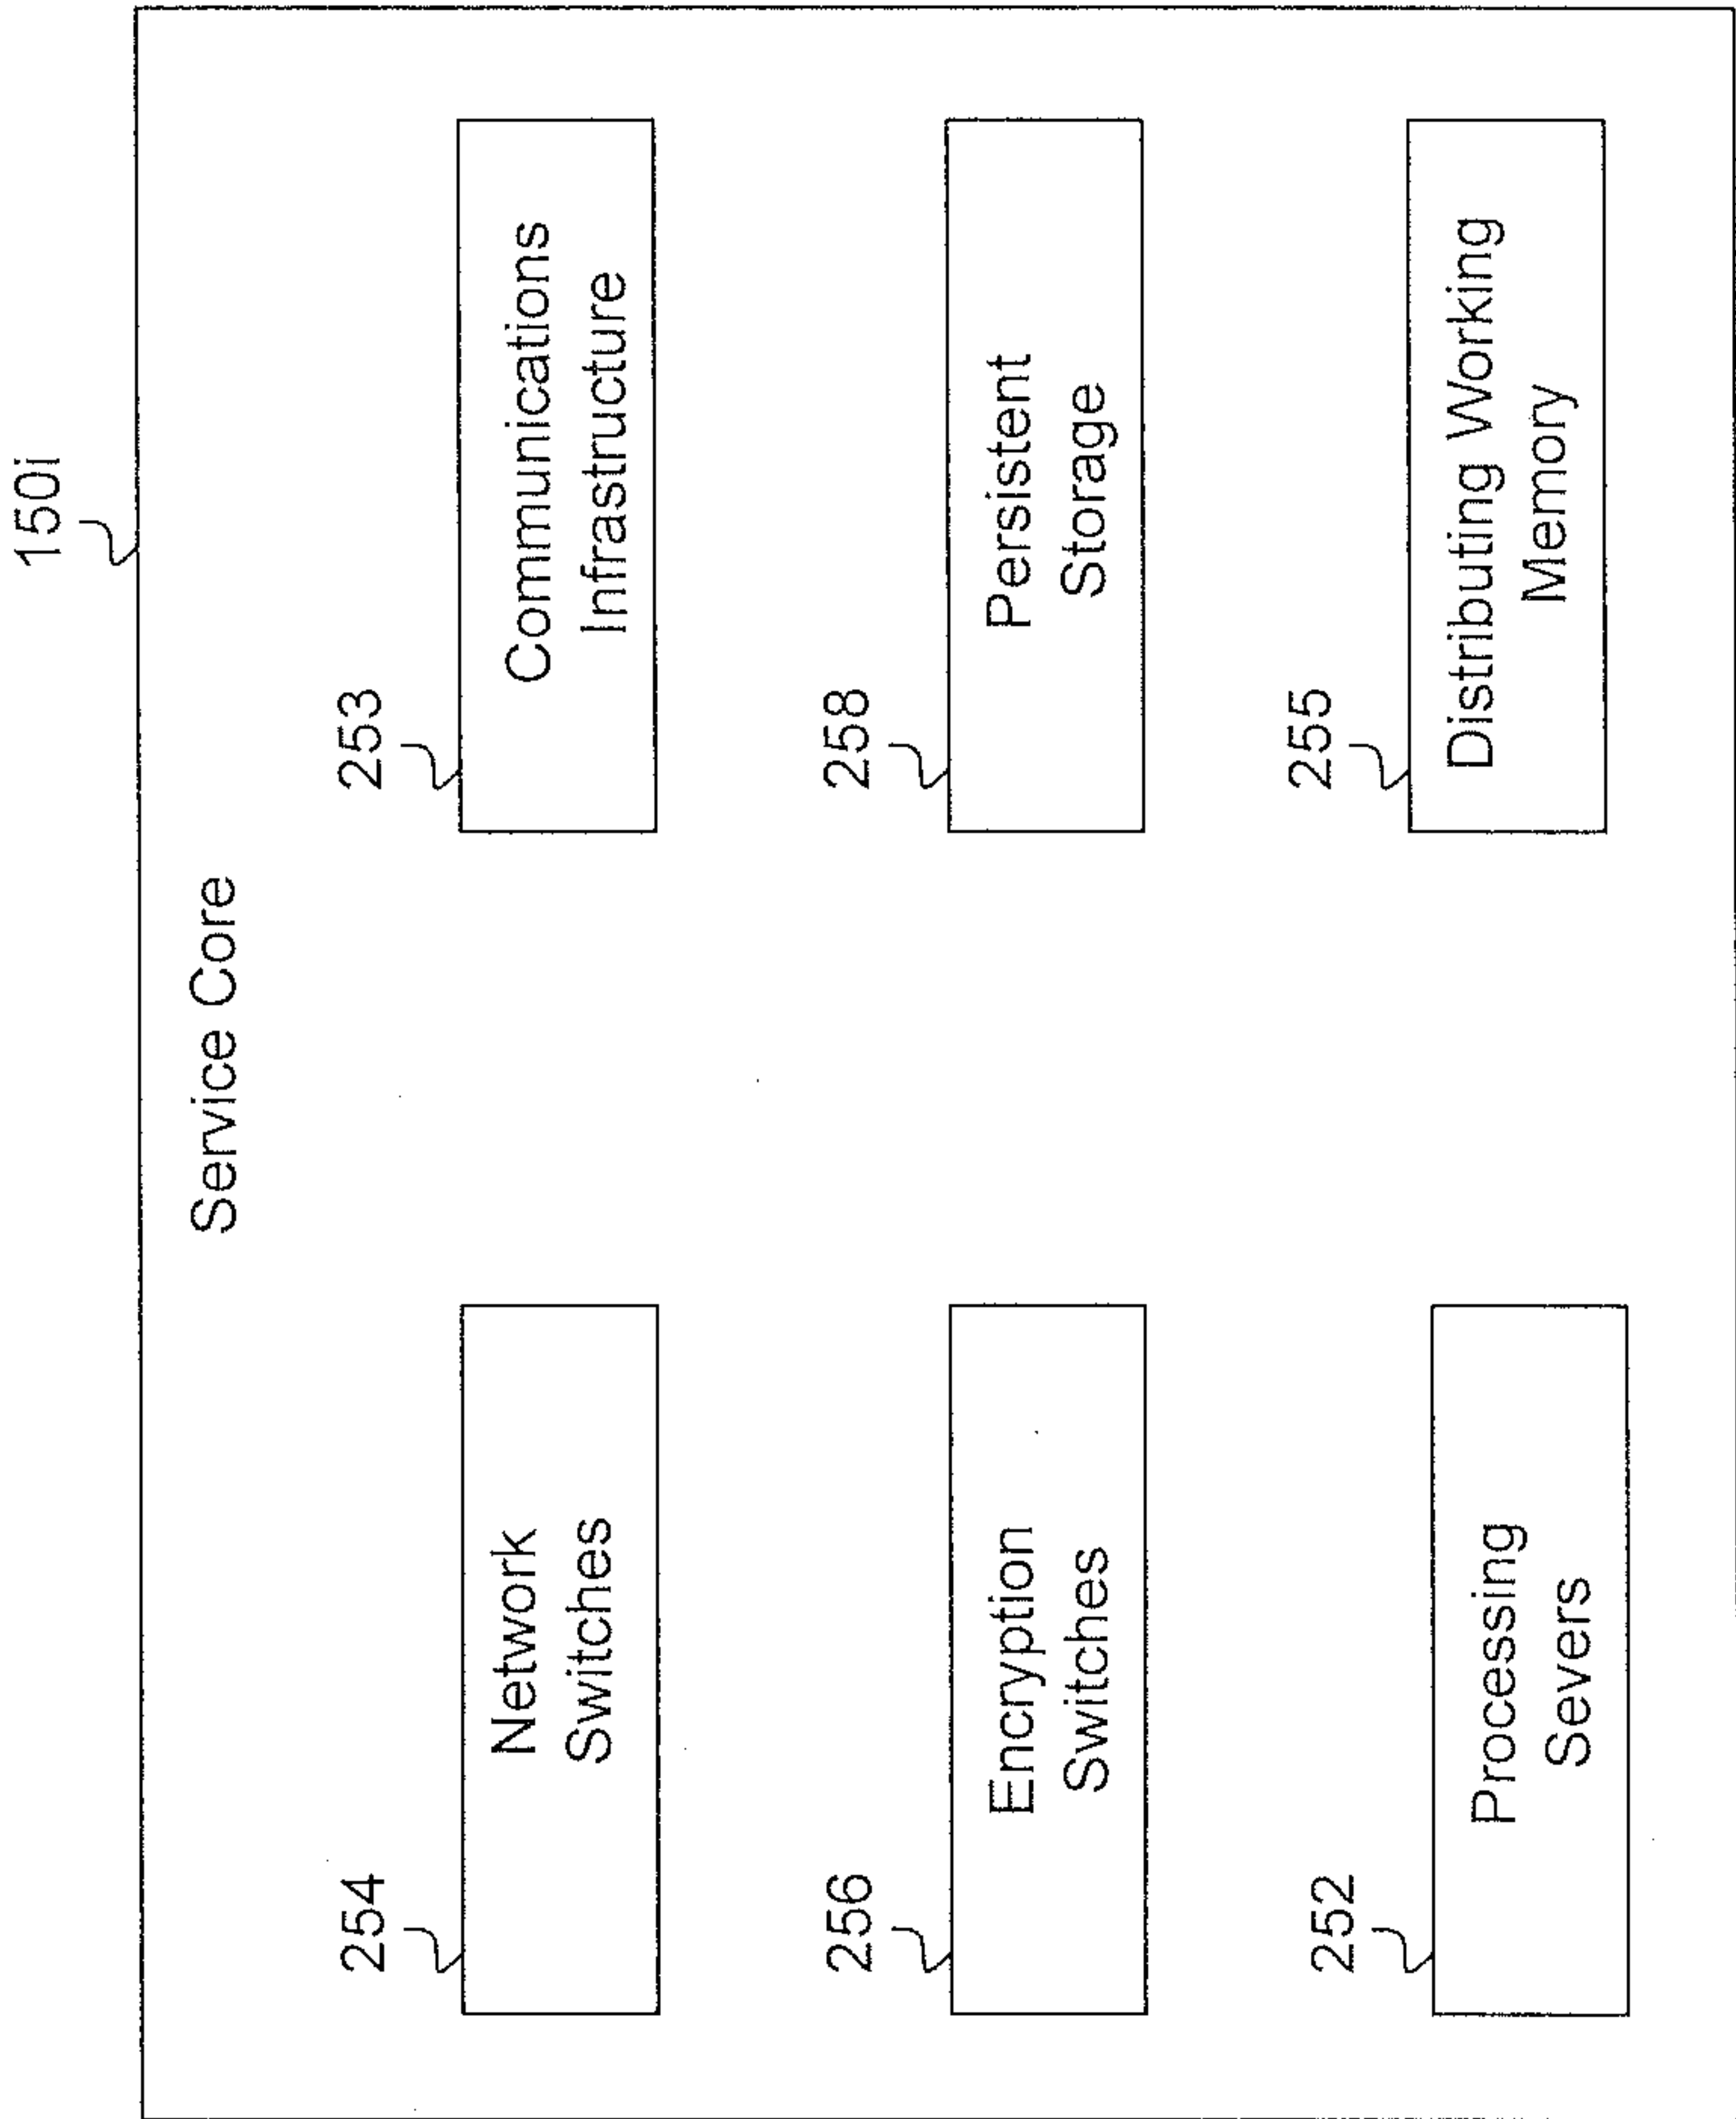 150i
Service Core
254
Network
Switches
253
Communications
Infrastructure
256
Encryption
Switches
258
Persistent
Storage
252
Processing
Severs
255
Distributing Working
Memory